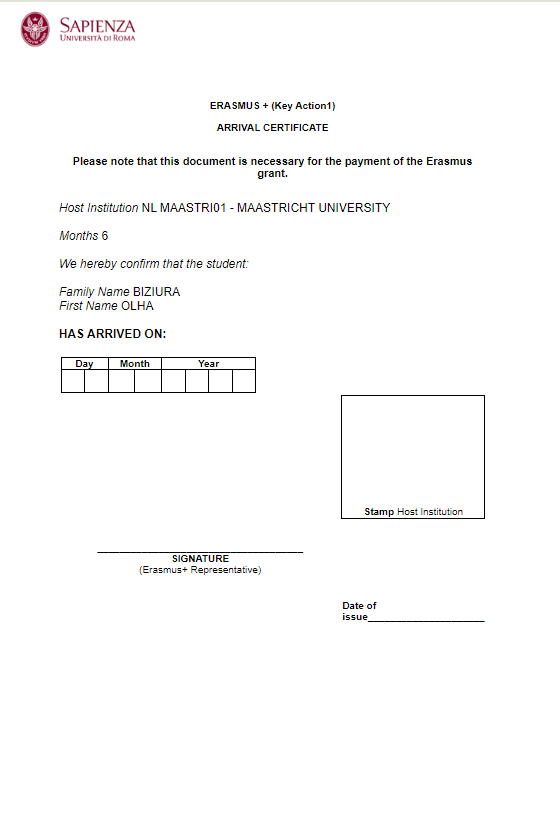 SAPIENZA
UNIVERSITÀ DI ROMA
ERASMUS + (Key Action1)
ARRIVAL CERTIFICATE
Please note that this document is necessary for the payment of the Erasmus
grant.
Host Institution NL MAASTRI01 - MAASTRICHT UNIVERSITY
Months 6
We hereby confirm that the student:
Family Name BIZIURA
First Name OLHA
HAS ARRIVED ON:
Day Month Year
Stamp Host Institution
SIGNATURE
(Erasmus+ Representative)
Date of
issue_____________________